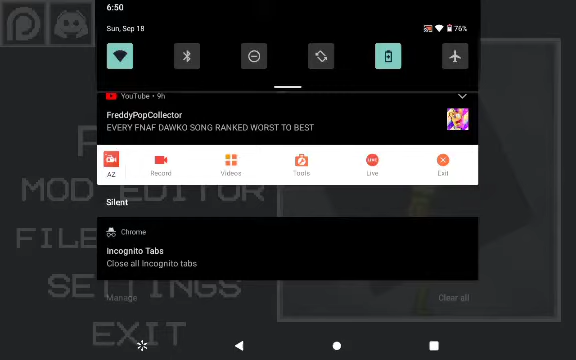 6:50
Sun, Sep 18
76%
YouTube • 9h
FreddyPopCollector
EVERY FNAF DAWKO SONG RANKED WORST TO BEST
AZ
Record
Videos
Tools
LIVE
Live
Exit
Silent
Chrome
Incognito Tabs
Close all Incognito tabs
Manage
Clear all
MOD EDITOR
FILE
SETTINGS
EXIT